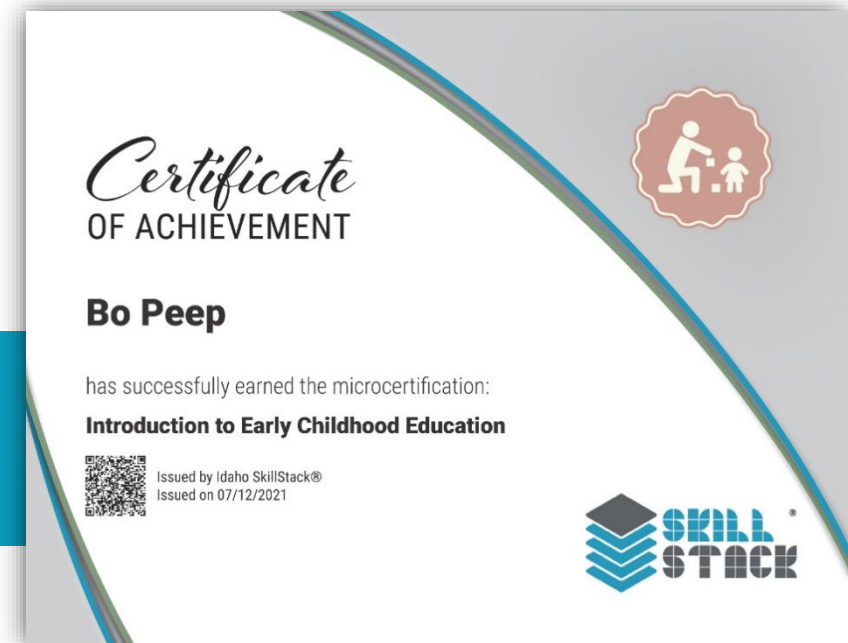 Certificate
OF ACHIEVEMENT
Bo Peep
has successfully earned the microcertification:
Introduction to Early Childhood Education
Issued by Idaho SkillStack®
Issued on 07/12/2021
SKILL ®
STACK